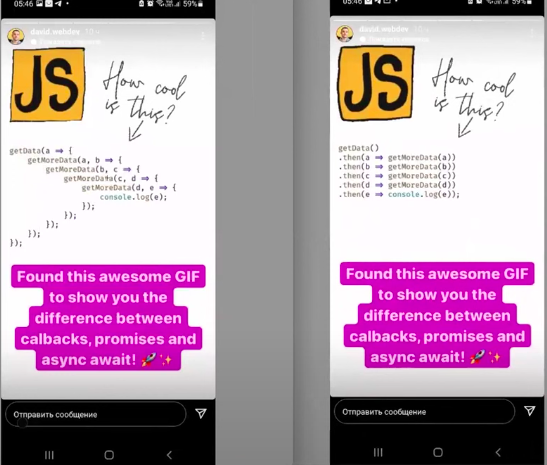 05:46
59%
david.webdev
JS
How cool
is this?
getData(a => {
getMoreData(a, b => {
getMoreData(b, c => {
getMoreData(c, d => {
getMoreData(d, e => {
console.log(e);
});
});
});
});
});
Found this awesome GIF
to show you the
difference between
calbacks, promises and
async await! 🚀✨
Отправить сообщение
05:46
59%
david.webdev
JS
How cool
is this?
getData()
.then(a => getMoreData(a))
.then(b => getMoreData(b))
.then(c => getMoreData(c))
.then(d => getMoreData(d))
.then(e => console.log(e));
Found this awesome GIF
to show you the
difference between
calbacks, promises and
async await! 🚀✨
Отправить сообщение